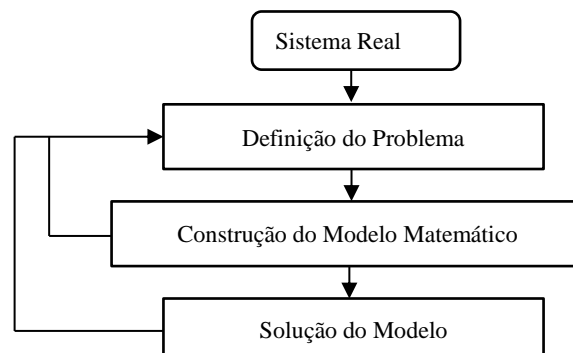 Sistema Real
Definição do Problema
Construção do Modelo Matemático
Solução do Modelo